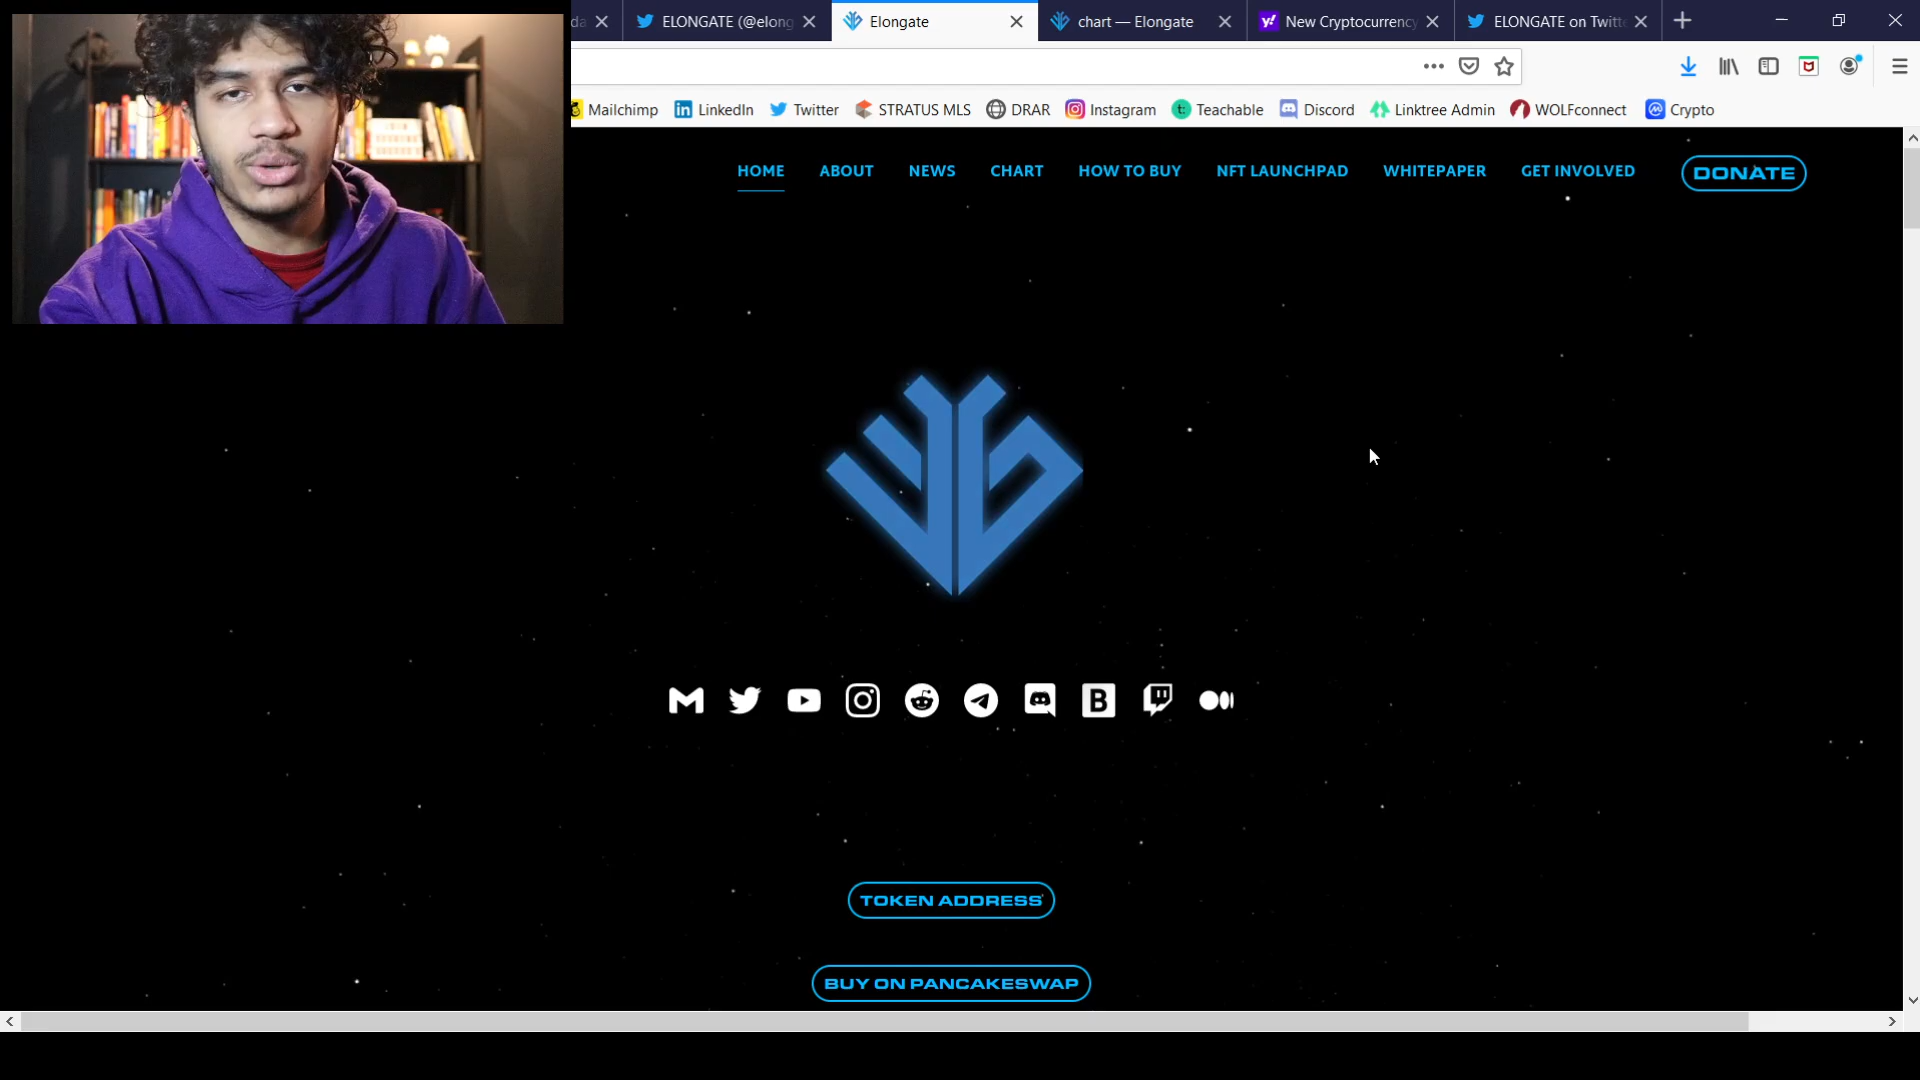 da
ELONGATE (@elong
Elongate
chart — Elongate
New Cryptocurrency
ELONGATE on Twitte
Mailchimp
LinkedIn
Twitter
STRATUS MLS
DRAR
Instagram
Teachable
Discord
Linktree Admin
WOLFconnect
Crypto
HOME
ABOUT
NEWS
CHART
HOW TO BUY
NFT LAUNCHPAD
WHITEPAPER
GET INVOLVED
DONATE
TOKEN ADDRESS
BUY ON PANCAKESWAP